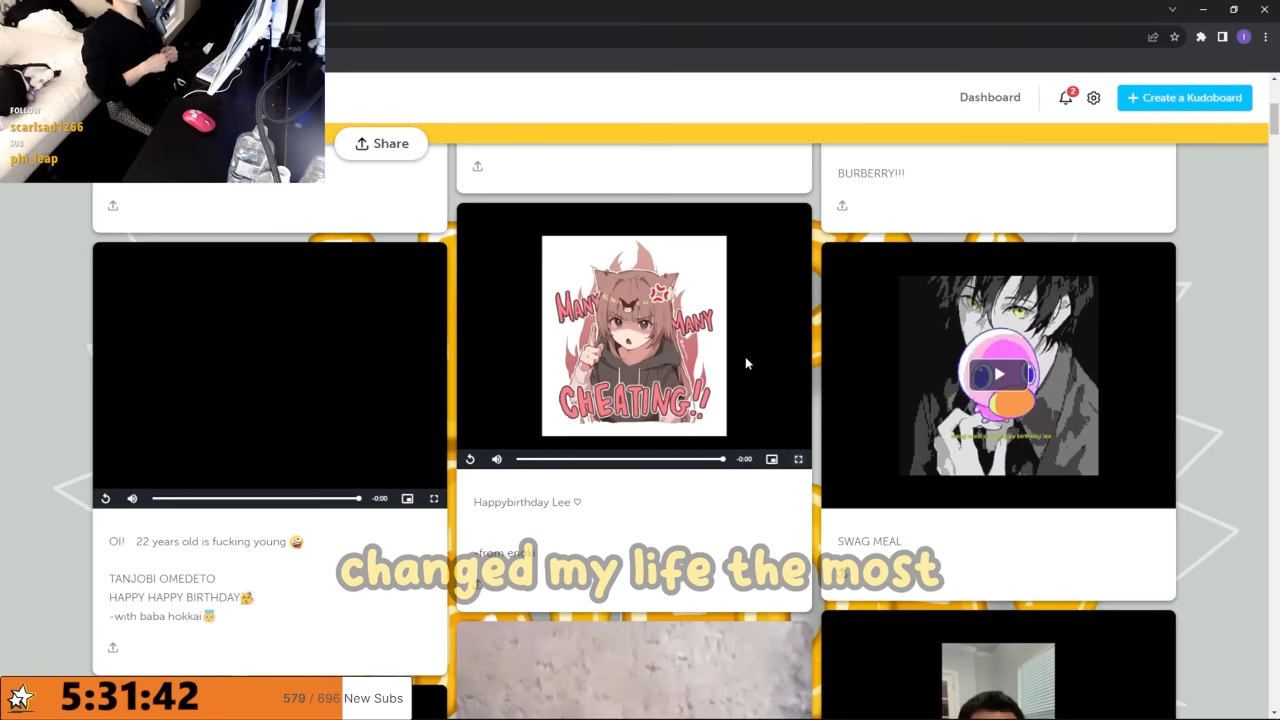 FOLLOW
scarlsad1266
SUB
phi_leap
Dashboard
2
+ Create a Kudoboard
Share
BURBERRY!!!
MANY
MANY
CHEATING!!
-0:00
-0:00
OI! 22 years old is fucking young 🤪
TANJOBI OMEDETO
HAPPY HAPPY BIRTHDAY🥳
-with baba hokkai😇
Happybirthday Lee ♡
-from enoki
SWAG MEAL
changed my life the most
5:31:42
579 / 696 New Subs